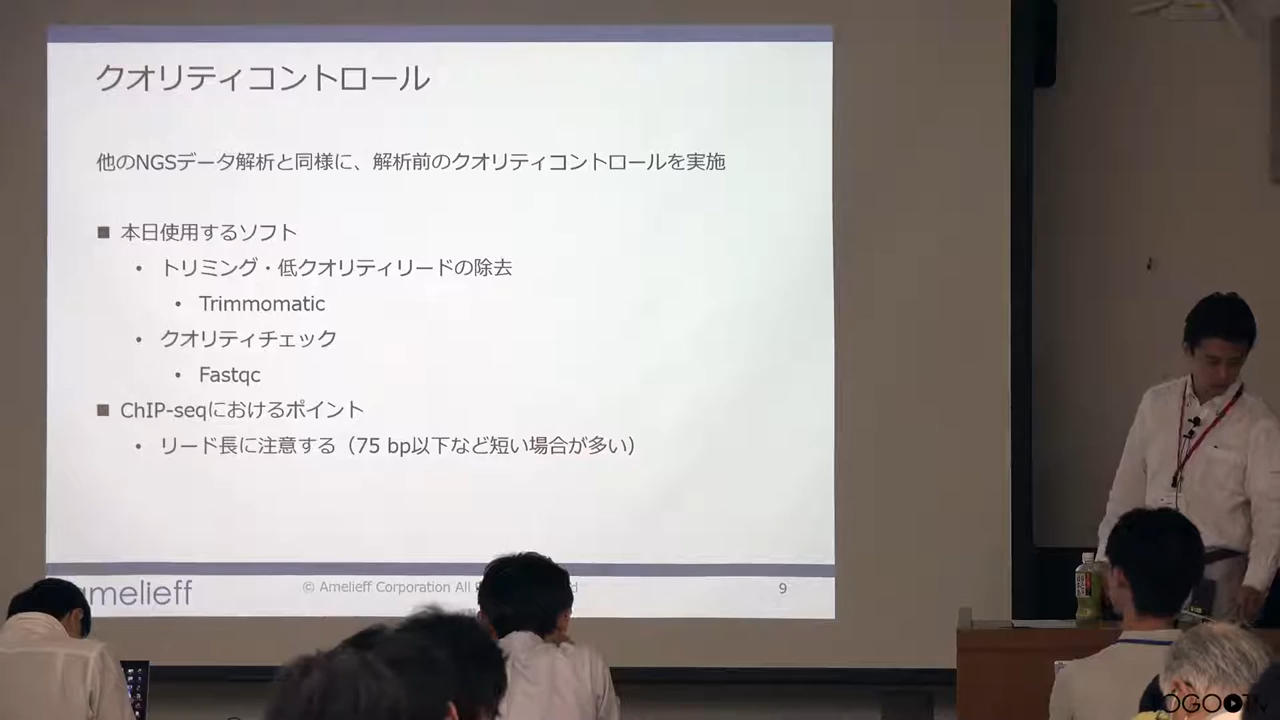 クオリティコントロール
他のNGSデータ解析と同様に、解析前のクオリティコントロールを実施
■ 本日使用するソフト
• トリミング・低クオリティリードの除去
• Trimmomatic
• クオリティチェック
• Fastqc
■ ChIP-seqにおけるポイント
• リード長に注意する（75 bp以下など短い場合が多い）
amelieff
© Amelieff Corporation All
9
TOGO TV